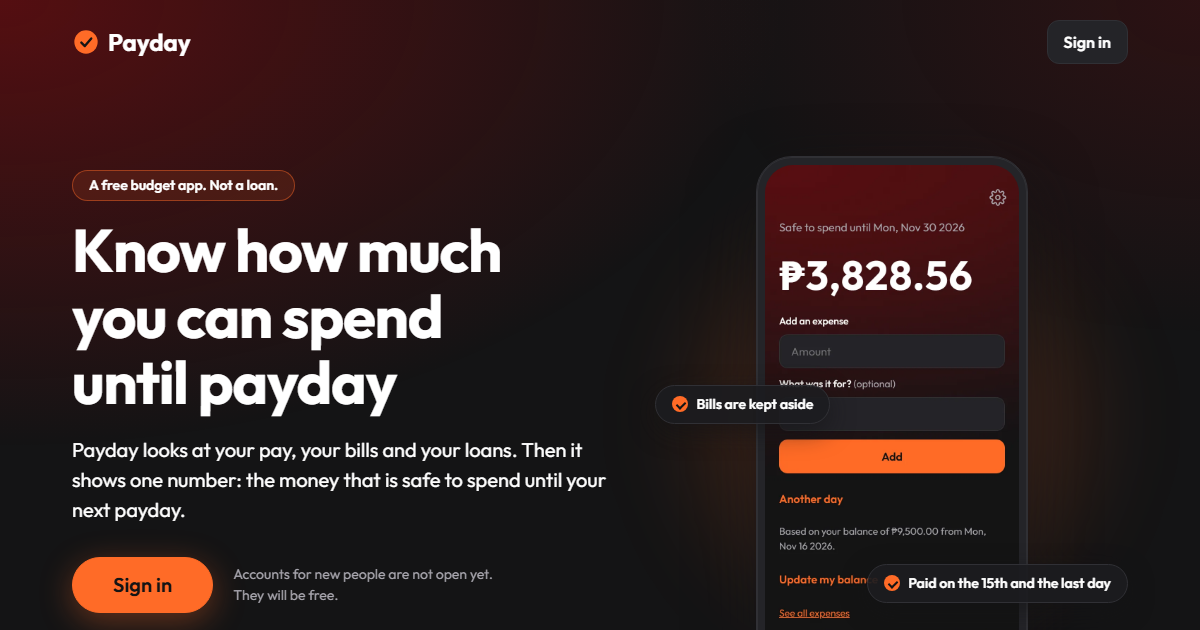 Payday
Sign in
A free budget app. Not a loan.
Know how much
you can spend
until payday
Payday looks at your pay, your bills and your loans. Then it
shows one number: the money that is safe to spend until your
next payday.
Sign in
Accounts for new people are not open yet.
They will be free.
Safe to spend until Mon, Nov 30 2026
₱3,828.56
Add an expense
Amount
What was it for? (optional)
Bills are kept aside
Add
Another day
Based on your balance of ₱9,500.00 from Mon,
Nov 16 2026.
Update my balance
Paid on the 15th and the last day
See all expenses